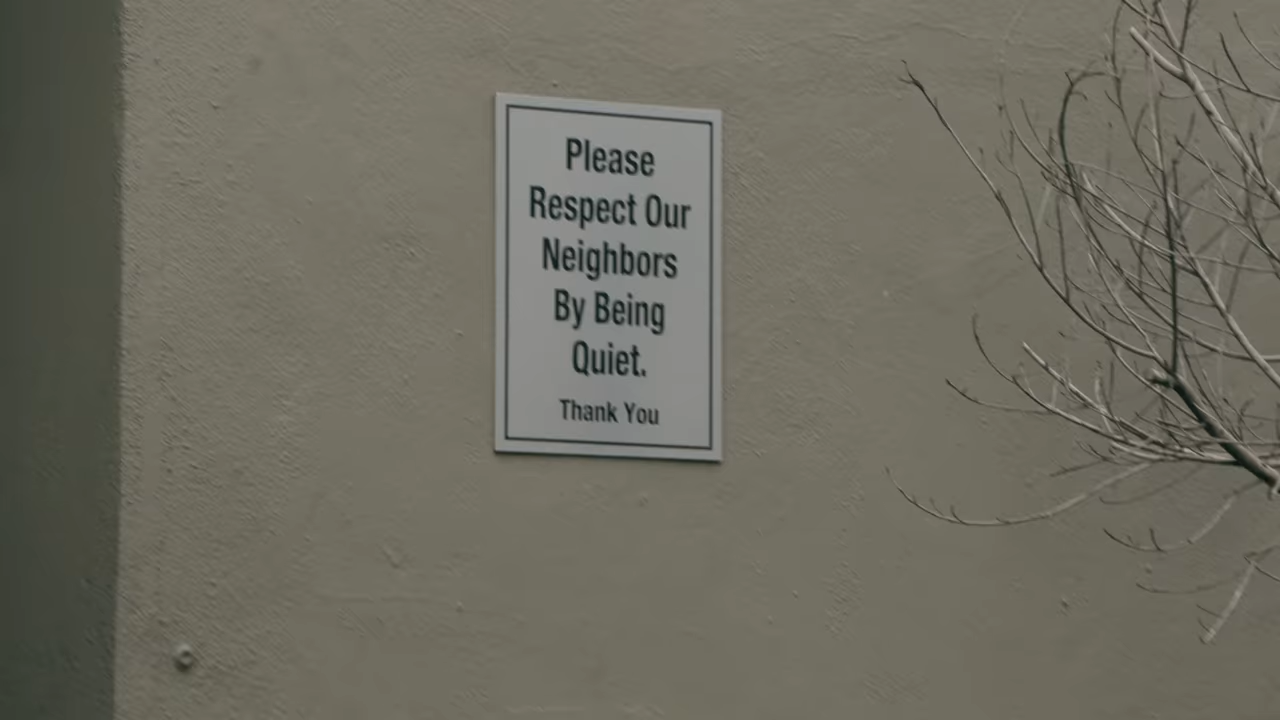 Please
Respect Our
Neighbors
By Being
Quiet.
Thank You